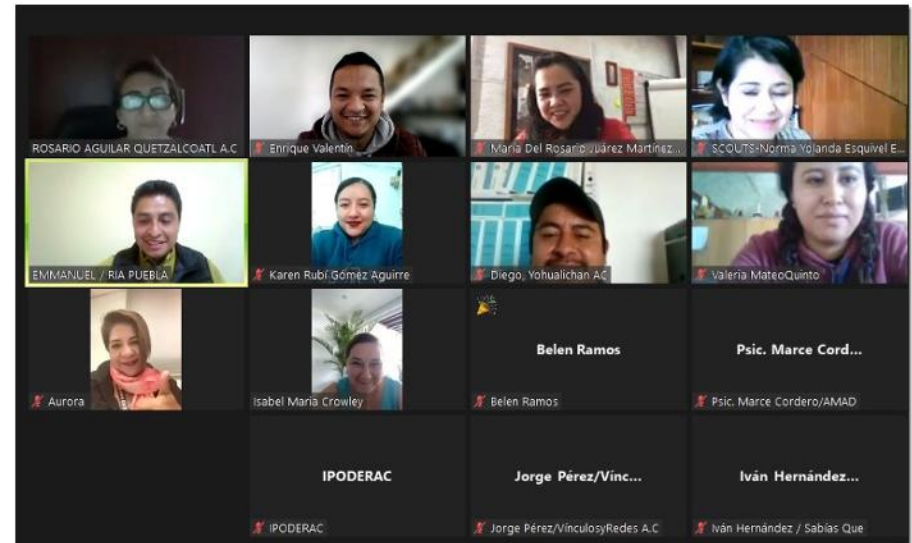 ROSARIO AGUILAR QUETZALCOATL A.C
Enrique Valentín
María Del Rosario Juárez Martínez...
SCOUTS-Norma Yolanda Esquivel E...
EMMANUEL / RIA PUEBLA
Karen Rubí Gómez Aguirre
Diego, Yohualichan AC
Valeria MateoQuinto
Aurora
Isabel Maria Crowley
Belen Ramos
Belen Ramos
Psic. Marce Cord...
Psic. Marce Cordero/AMAD
IPODERAC
IPODERAC
Jorge Pérez/Vínc...
Jorge Pérez/VínculosyRedes A.C
Iván Hernández...
Iván Hernández / Sabías Que